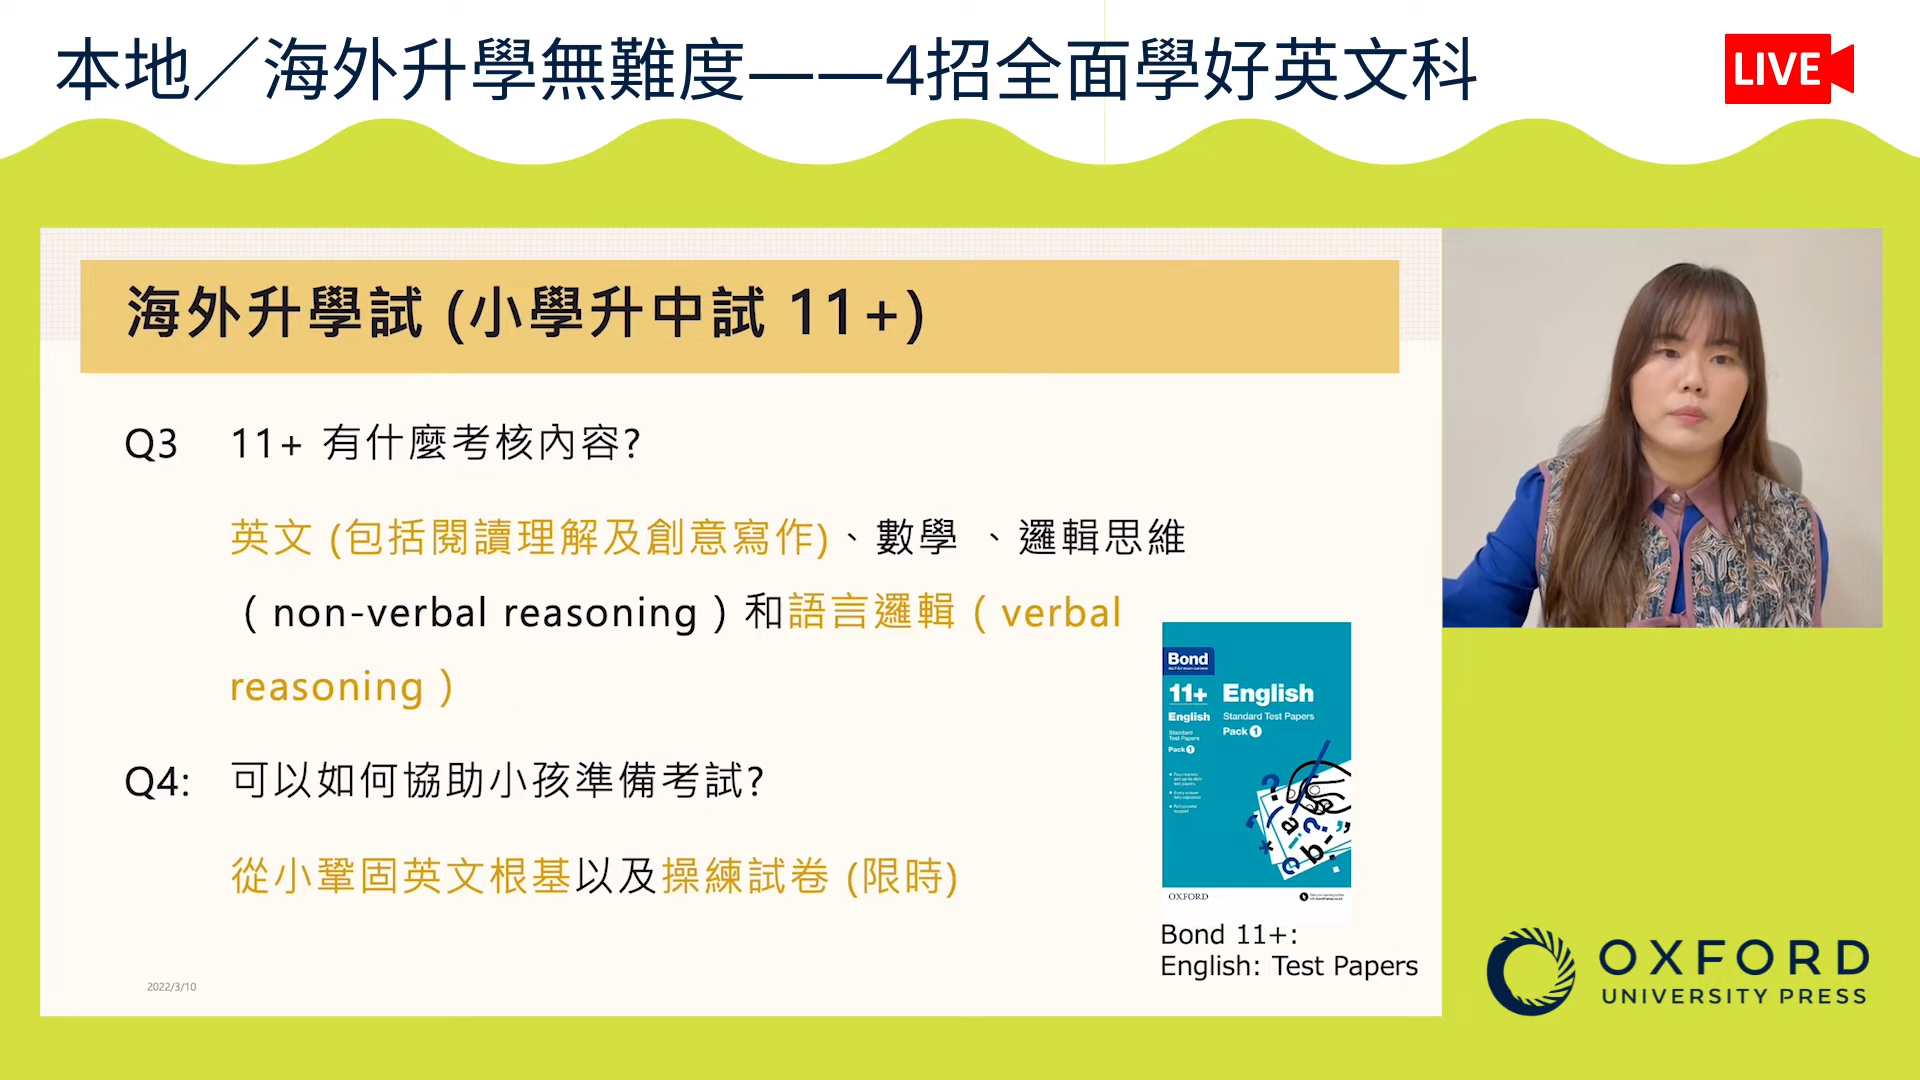 本地／海外升學無難度——4招全面學好英文科
LIVE
海外升學試 (小學升中試 11+)
Q3 11+ 有什麼考核內容?
英文 (包括閱讀理解及創意寫作)、數學 、邏輯思維
（non-verbal reasoning）和語言邏輯（verbal
reasoning）
Q4: 可以如何協助小孩準備考試?
從小鞏固英文根基以及操練試卷 (限時)
Bond
11+ English
English
Standard Test Papers
Pack 1
Standard
Test Papers
Pack 1
OXFORD
Bond 11+:
English: Test Papers
2022/3/10
OXFORD
UNIVERSITY PRESS